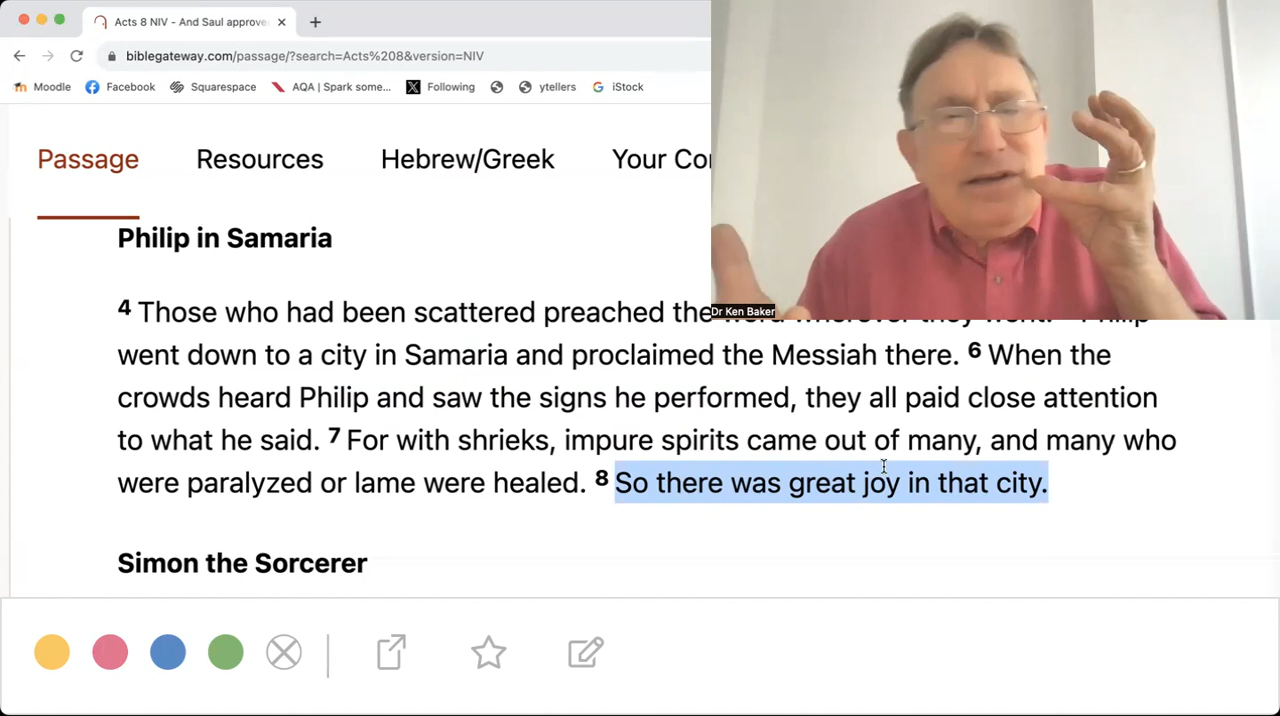 Acts 8 NIV - And Saul approve
biblegateway.com/passage/?search=Acts%208&version=NIV
Moodle Facebook Squarespace AQA | Spark some... Following ytellers iStock
Passage Resources Hebrew/Greek Your Co
Dr Ken Baker
Philip in Samaria
4 Those who had been scattered preached the word wherever they went. Philip
went down to a city in Samaria and proclaimed the Messiah there. 6 When the
crowds heard Philip and saw the signs he performed, they all paid close attention
to what he said. 7 For with shrieks, impure spirits came out of many, and many who
were paralyzed or lame were healed. 8 So there was great joy in that city.
Simon the Sorcerer